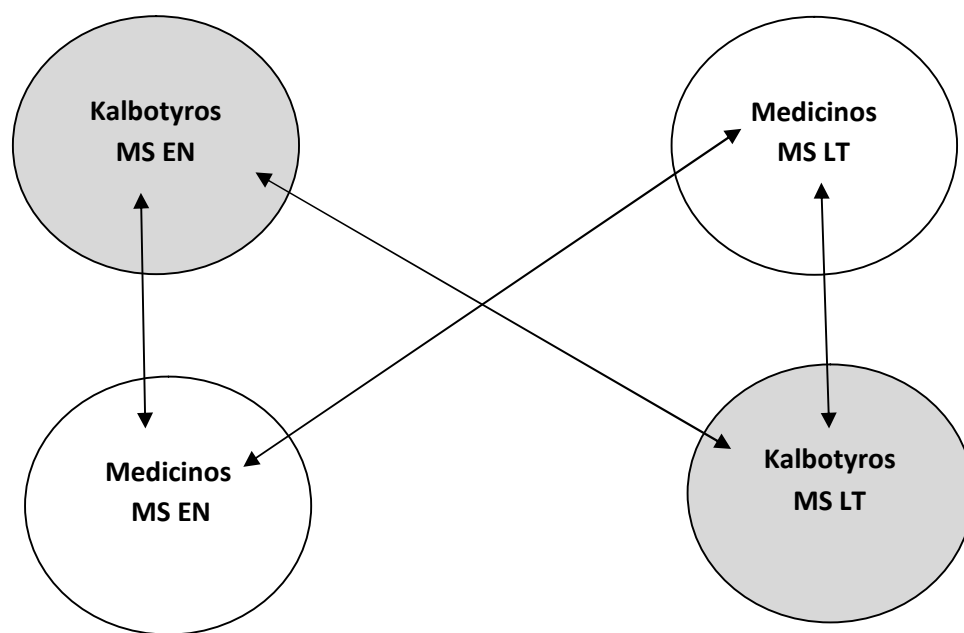 Kalbotyros
MS EN
Medicinos
MS LT
Medicinos
MS EN
Kalbotyros
MS LT